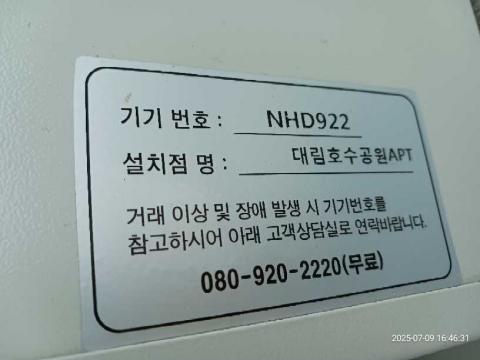 기기 번호 : NHD922
설치점 명 : 대림호수공원APT
거래 이상 및 장애 발생 시 기기번호를
참고하시어 아래 고객상담실로 연락바랍니다.
080-920-2220(무료)
2025-07-09 16:46:31